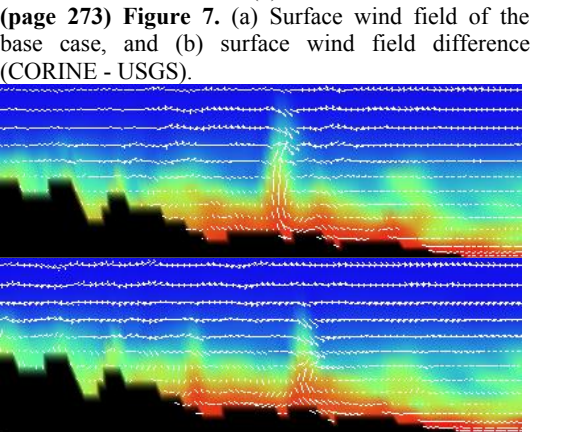 (page 273) Figure 7. (a) Surface wind field of the
base case, and (b) surface wind field difference
(CORINE - USGS).